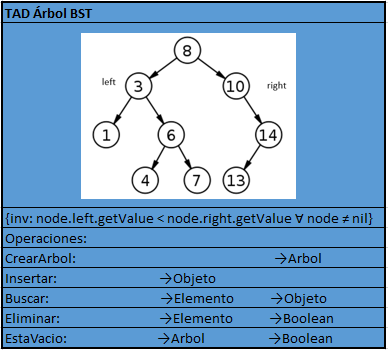 TAD Árbol BST
8
left 3 10 right
1 6 14
4 7 13
{inv: node.left.getValue < node.right.getValue ∀ node ≠ nil}
Operaciones:
CrearArbol: →Arbol
Insertar: →Objeto
Buscar: →Elemento →Objeto
Eliminar: →Elemento →Boolean
EstaVacio: →Arbol →Boolean